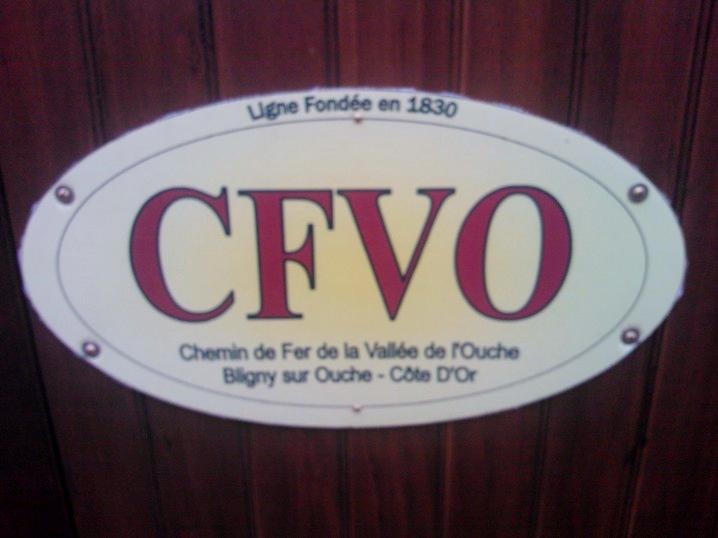 Ligne Fondée en 1830
CFVO
Chemin de Fer de la Vallée de l'Ouche
Bligny sur Ouche - Côte D'Or